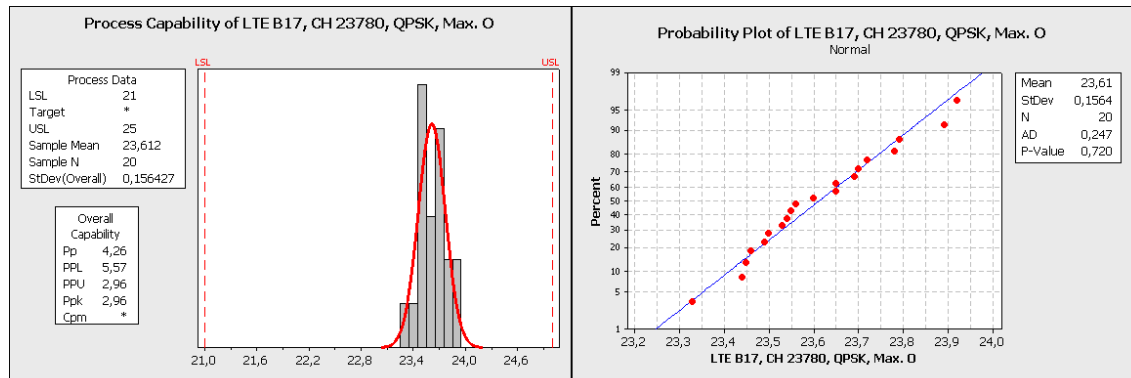 Process Capability of LTE B17, CH 23780, QPSK, Max. O
LSL
USL
Process Data
LSL 21
Target *
USL 25
Sample Mean 23,612
Sample N 20
StDev(Overall) 0,156427
Overall
Capability
Pp 4,26
PPL 5,57
PPU 2,96
Ppk 2,96
Cpm *
21,0 21,6 22,2 22,8 23,4 24,0 24,6
Probability Plot of LTE B17, CH 23780, QPSK, Max. O
Normal
Mean 23,61
StDev 0,1564
N 20
AD 0,247
P-Value 0,720
Percent
99
95
90
80
70
60
50
40
30
20
10
5
1
23,2 23,3 23,4 23,5 23,6 23,7 23,8 23,9 24,0
LTE B17, CH 23780, QPSK, Max. O